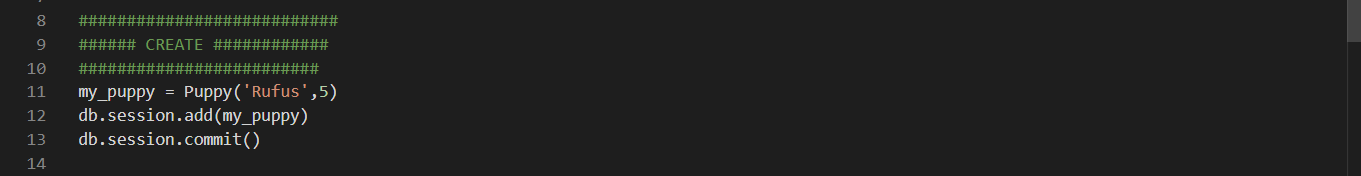 8 ###########################
9 ###### CREATE ############
10 #########################
11 my_puppy = Puppy('Rufus',5)
12 db.session.add(my_puppy)
13 db.session.commit()
14